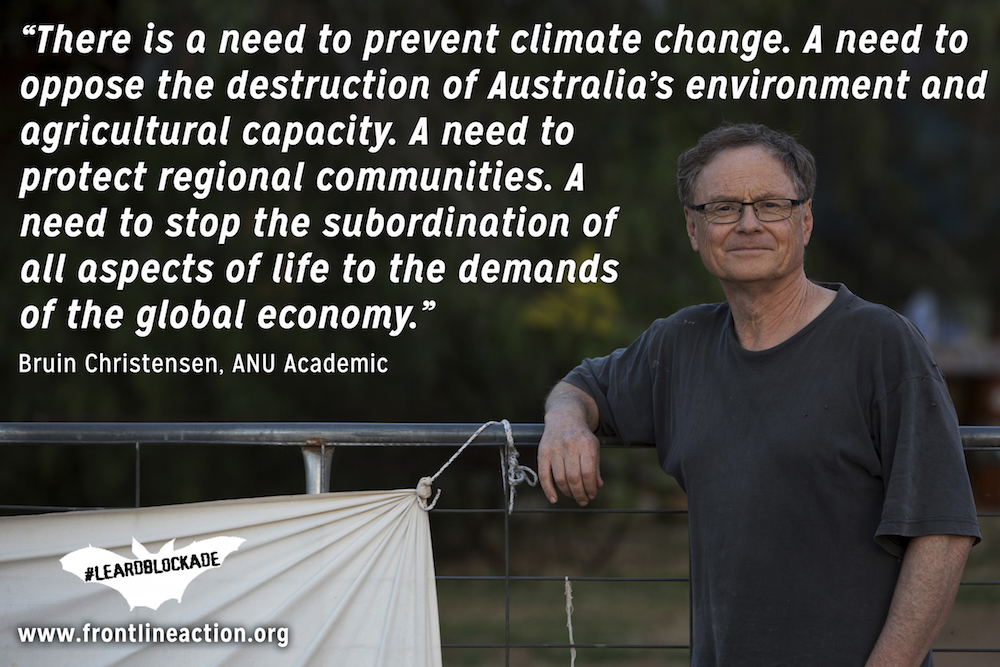 “There is a need to prevent climate change. A need to
oppose the destruction of Australia’s environment and
agricultural capacity. A need to
protect regional communities. A
need to stop the subordination of
all aspects of life to the demands
of the global economy.”
Bruin Christensen, ANU Academic
#LEARDBLOCKADE
www.frontlineaction.org